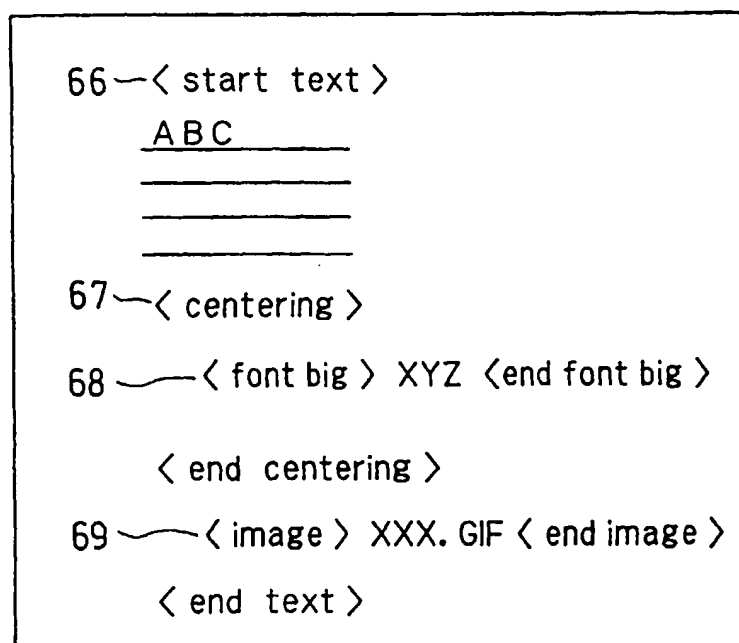 66 〈 start text 〉
ABC
67 〈 centering 〉
68 〈 font big 〉 XYZ 〈end font big 〉
〈 end centering 〉
69 〈 image 〉 XXX. GIF 〈 end image 〉
〈 end text 〉